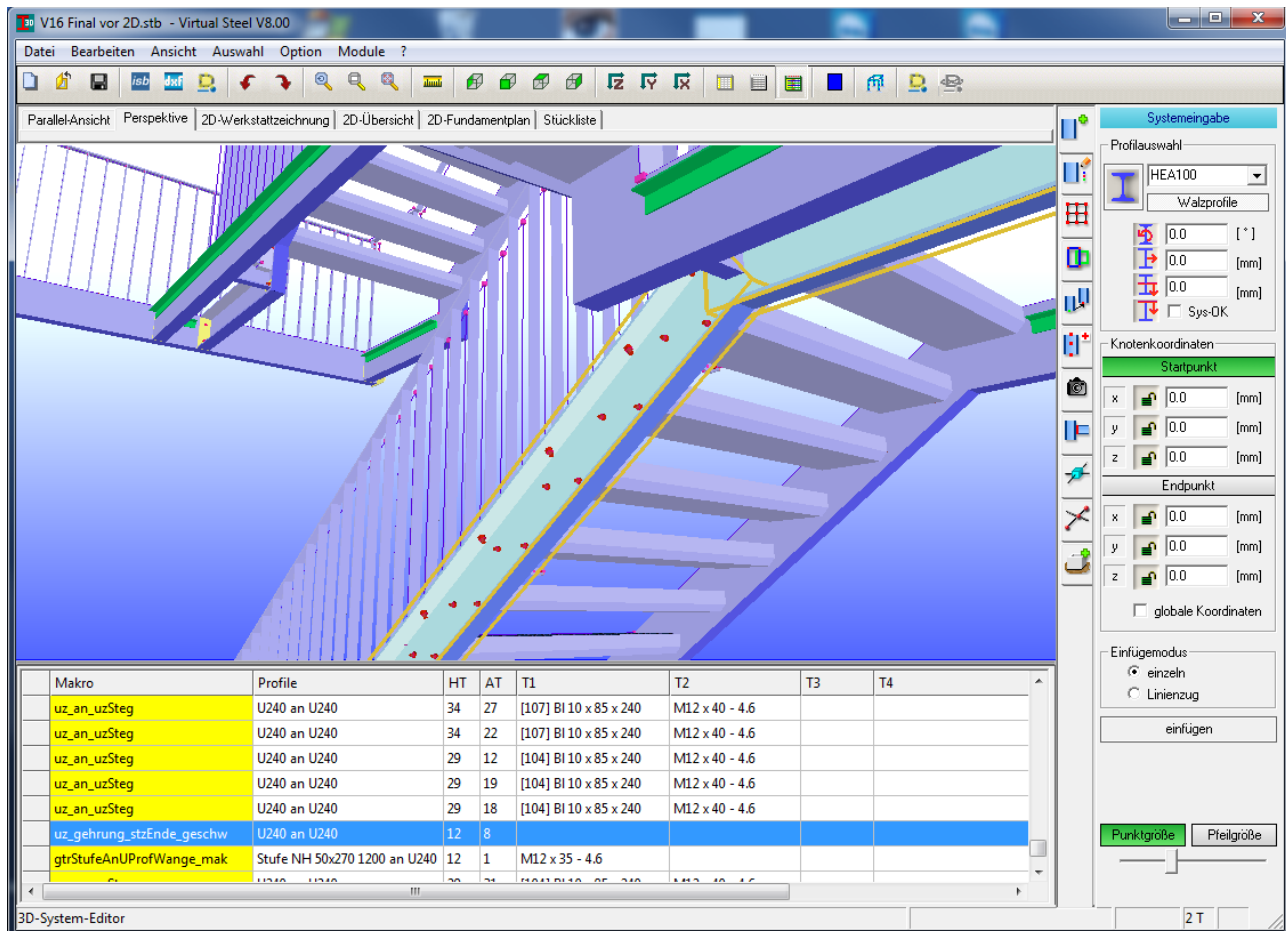 V16 Final vor 2D.stb - Virtual Steel V8.00
Datei Bearbeiten Ansicht Auswahl Option Module ?
isb dxf
Parallel-Ansicht Perspektive 2D-Werkstattzeichnung 2D-Übersicht 2D-Fundamentplan Stückliste
Systemeingabe
Profilauswahl
HEA100
Walzprofile
0.0 [°]
0.0 [mm]
0.0 [mm]
Sys-OK
Knotenkoordinaten
Startpunkt
x 0.0 [mm]
y 0.0 [mm]
z 0.0 [mm]
Endpunkt
x 0.0 [mm]
y 0.0 [mm]
z 0.0 [mm]
globale Koordinaten
Einfügemodus
einzeln
Linienzug
einfügen
Punktgröße Pfeilgröße
Makro Profile HT AT T1 T2 T3 T4
uz_an_uzSteg U240 an U240 34 27 [107] Bl 10 x 85 x 240 M12 x 40 - 4.6
uz_an_uzSteg U240 an U240 34 22 [107] Bl 10 x 85 x 240 M12 x 40 - 4.6
uz_an_uzSteg U240 an U240 29 12 [104] Bl 10 x 85 x 240 M12 x 40 - 4.6
uz_an_uzSteg U240 an U240 29 19 [104] Bl 10 x 85 x 240 M12 x 40 - 4.6
uz_an_uzSteg U240 an U240 29 18 [104] Bl 10 x 85 x 240 M12 x 40 - 4.6
uz_gehrung_stzEnde_geschw U240 an U240 12 8
gtrStufeAnUProfWange_mak Stufe NH 50x270 1200 an U240 12 1 M12 x 35 - 4.6
3D-System-Editor 2 T